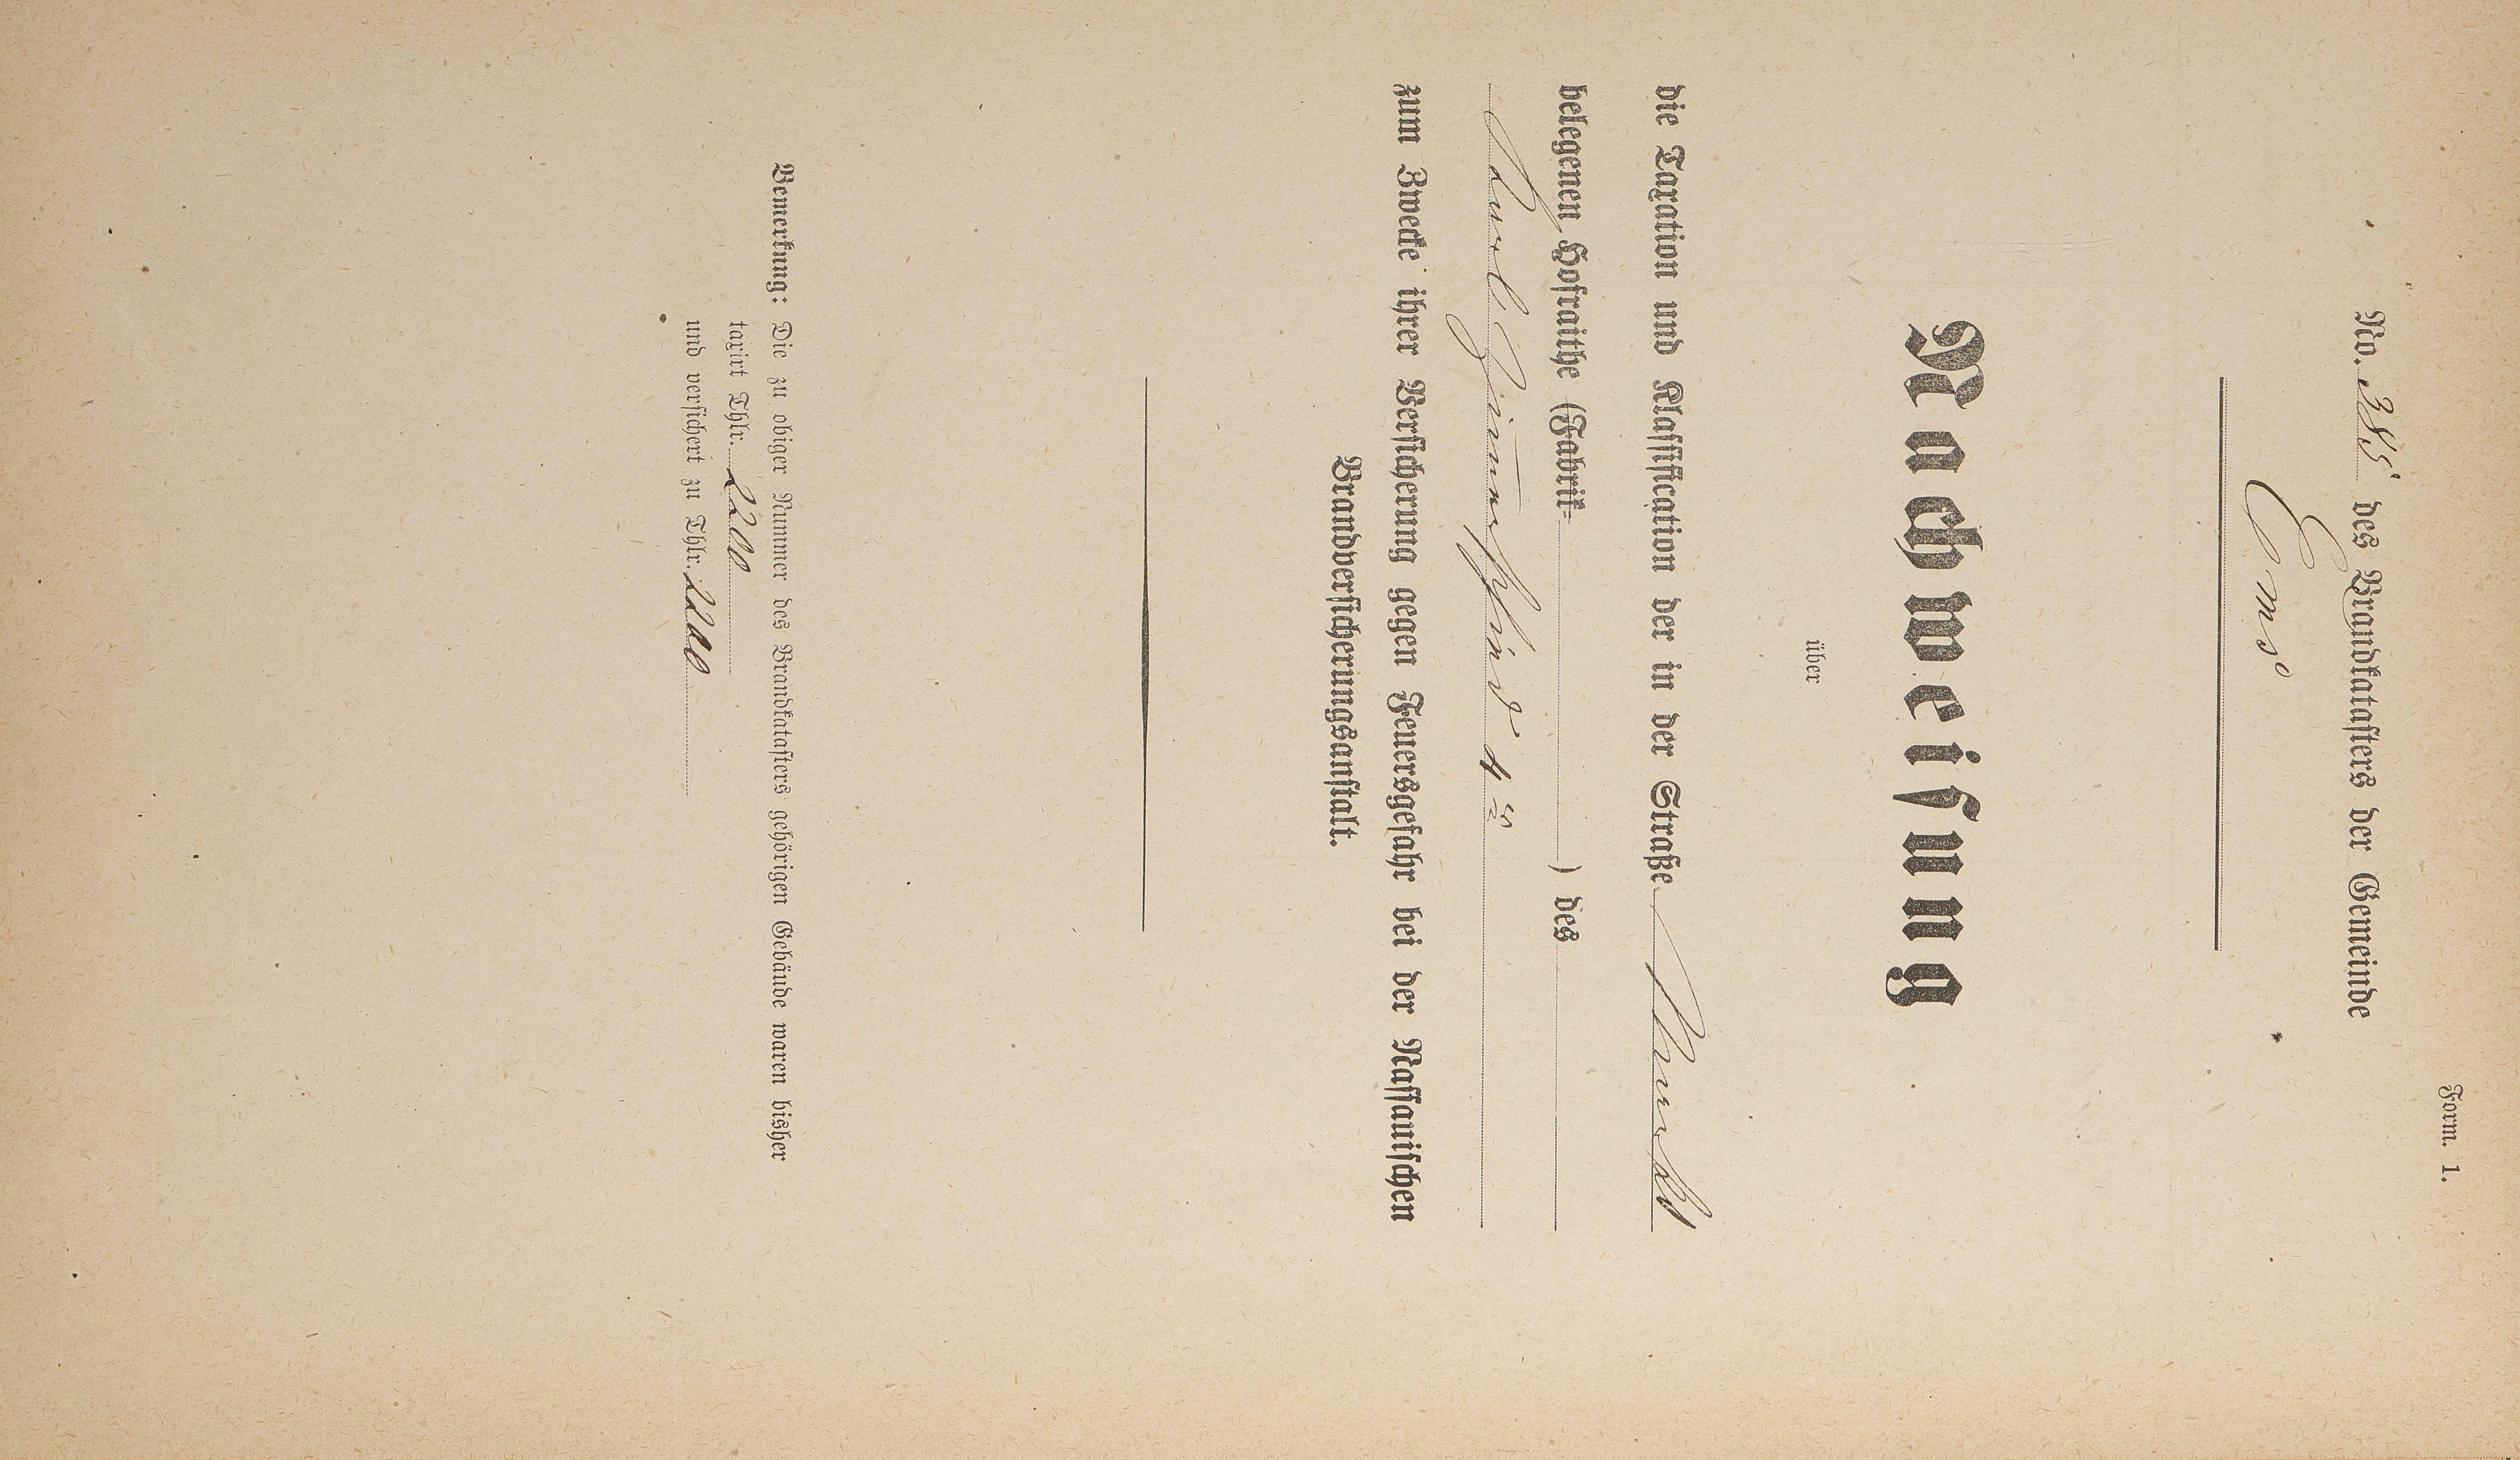 Form. 1.
No. 385 des Brandkatasters der Gemeinde
Ems
Nachweisung
über
die Taxation und Klassification der in der Straße
belegenen Hofraithe (Fabrik= ) des
zum Zwecke ihrer Versicherung gegen Feuersgefahr bei der Nassauischen
Brandversicherungsanstalt.
Bemerkung: Die zu obiger Nummer des Brandkatasters gehörigen Gebäude waren bisher
taxirt Thlr. 2200
und versichert zu Thlr. 2200